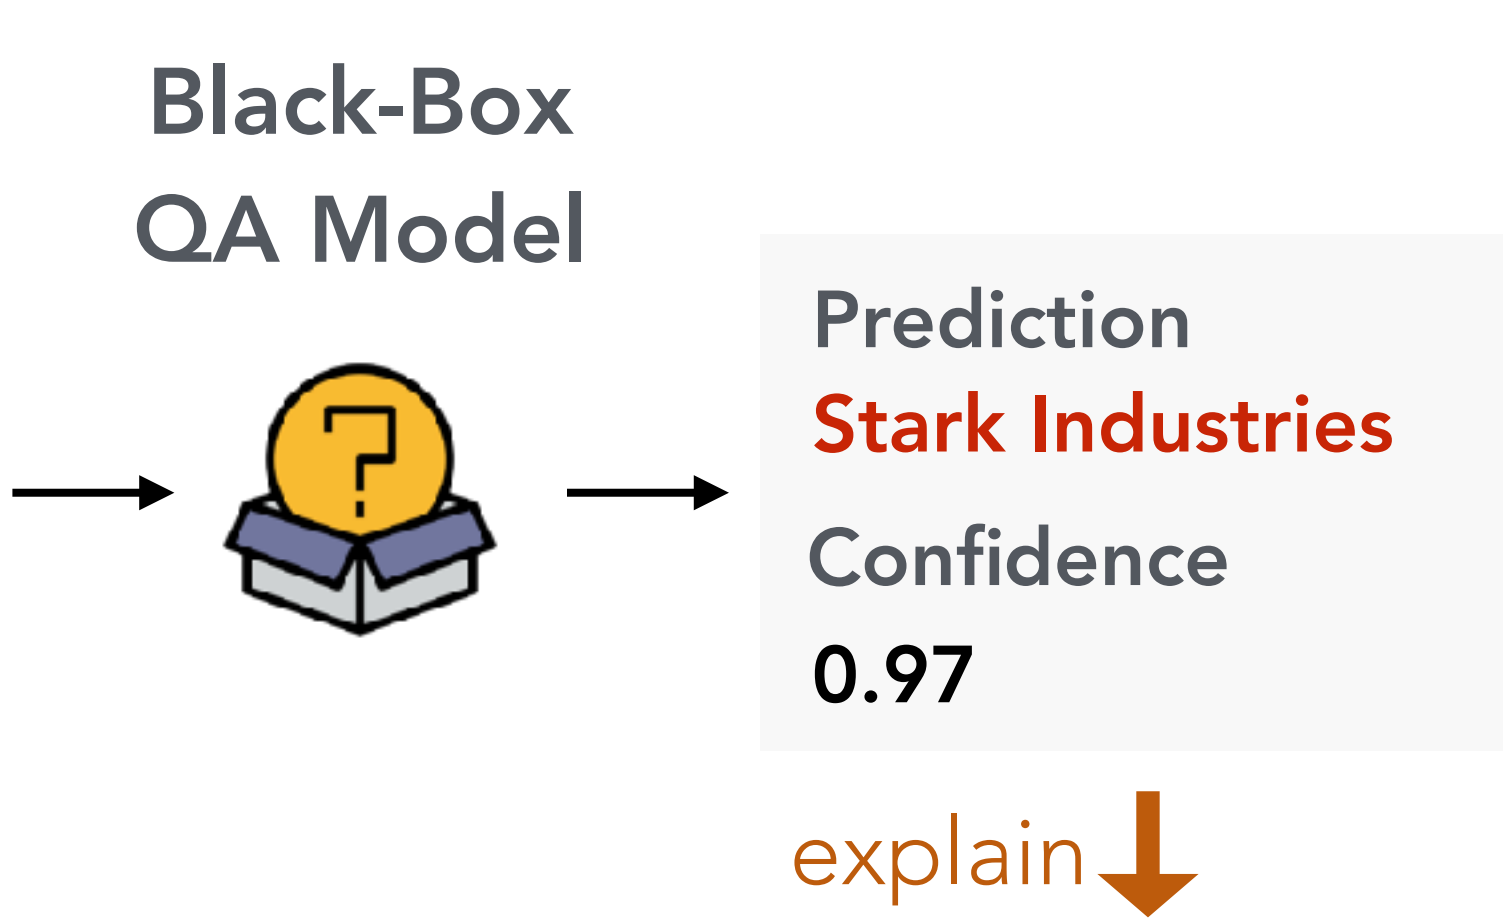 Black-Box
QA Model
Prediction
Stark Industries
Confidence
0.97
explain